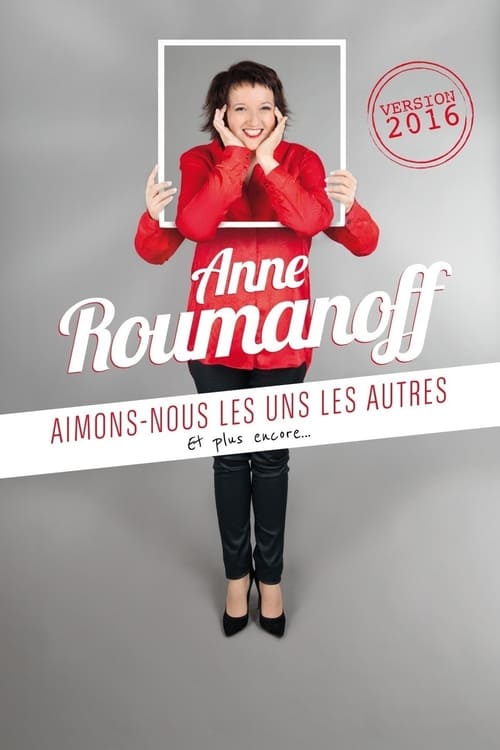 VERSION
2016
Anne
Roumanoff
AIMONS-NOUS LES UNS LES AUTRES
Et plus encore...